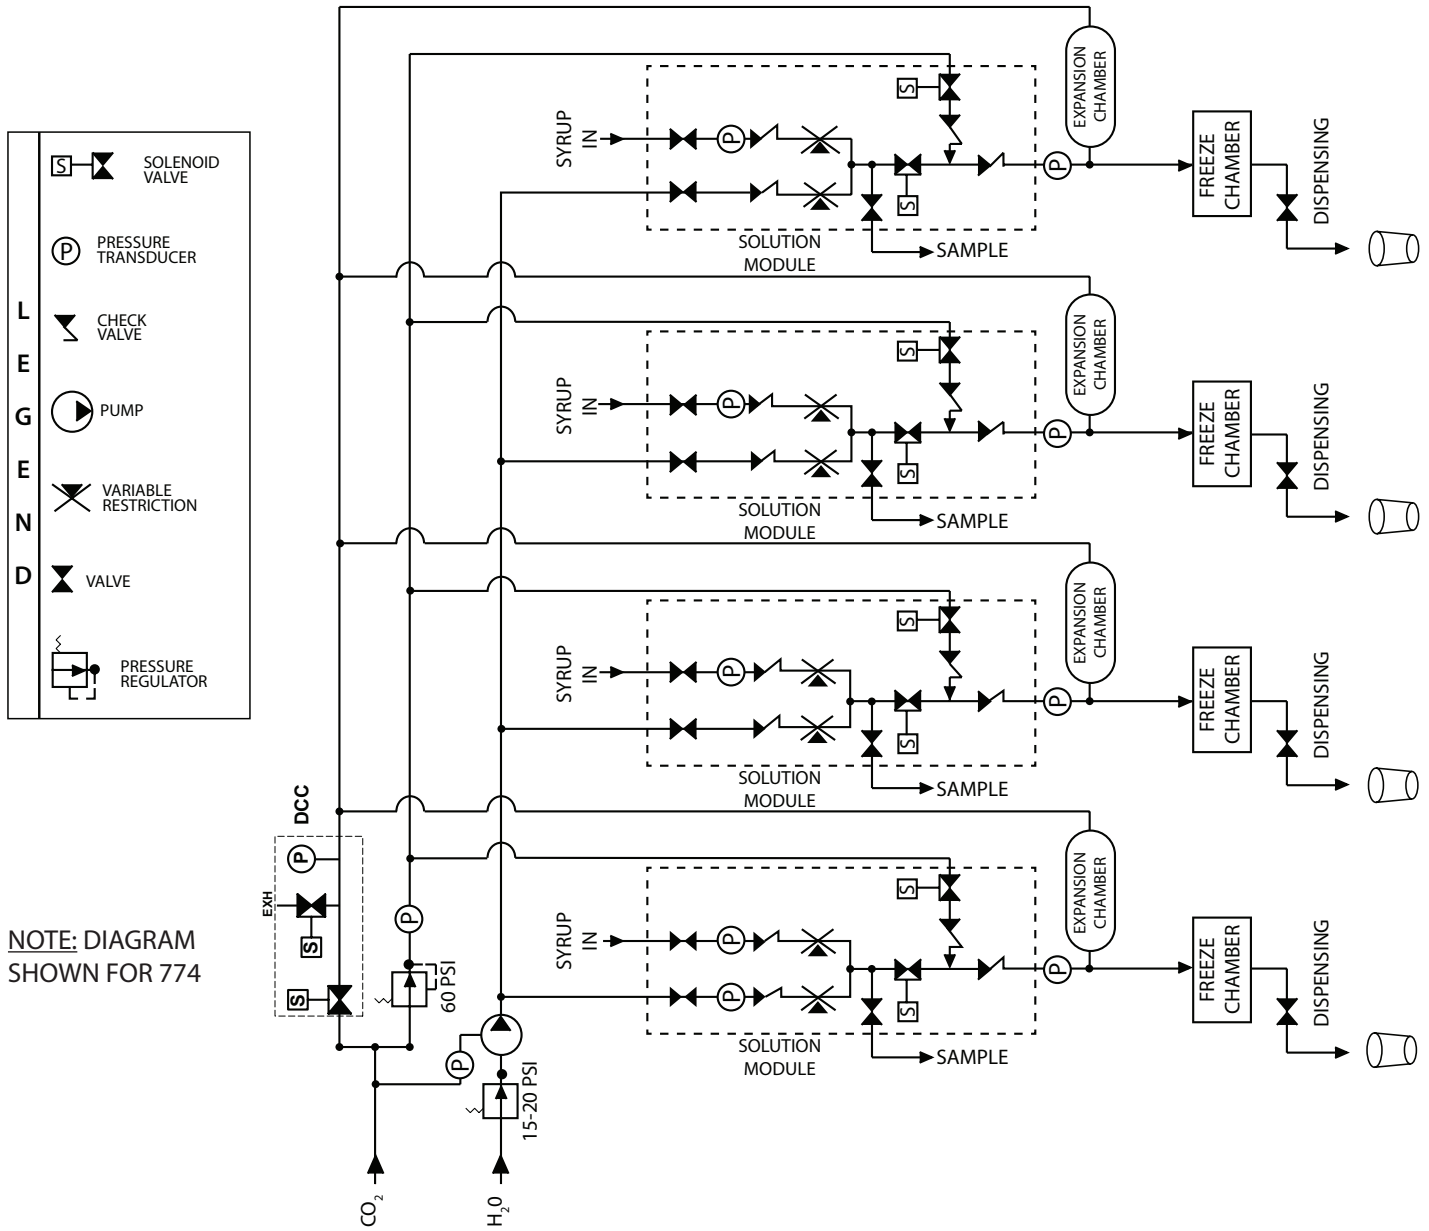 LEGEND
S
SOLENOID
VALVE
P
PRESSURE
TRANSDUCER
CHECK
VALVE
PUMP
VARIABLE
RESTRICTION
VALVE
PRESSURE
REGULATOR
NOTE: DIAGRAM
SHOWN FOR 774
SYRUP
IN
P
S
S
P
SOLUTION
MODULE
SAMPLE
EXPANSION
CHAMBER
FREEZE
CHAMBER
DISPENSING
SYRUP
IN
P
S
S
P
SOLUTION
MODULE
SAMPLE
EXPANSION
CHAMBER
FREEZE
CHAMBER
DISPENSING
SYRUP
IN
P
S
S
P
SOLUTION
MODULE
SAMPLE
EXPANSION
CHAMBER
FREEZE
CHAMBER
DISPENSING
SYRUP
IN
P
P
S
S
P
SOLUTION
MODULE
SAMPLE
EXPANSION
CHAMBER
FREEZE
CHAMBER
DISPENSING
DCC
P
EXH
S
S
P
60 PSI
P
15-20 PSI
CO₂
H₂0